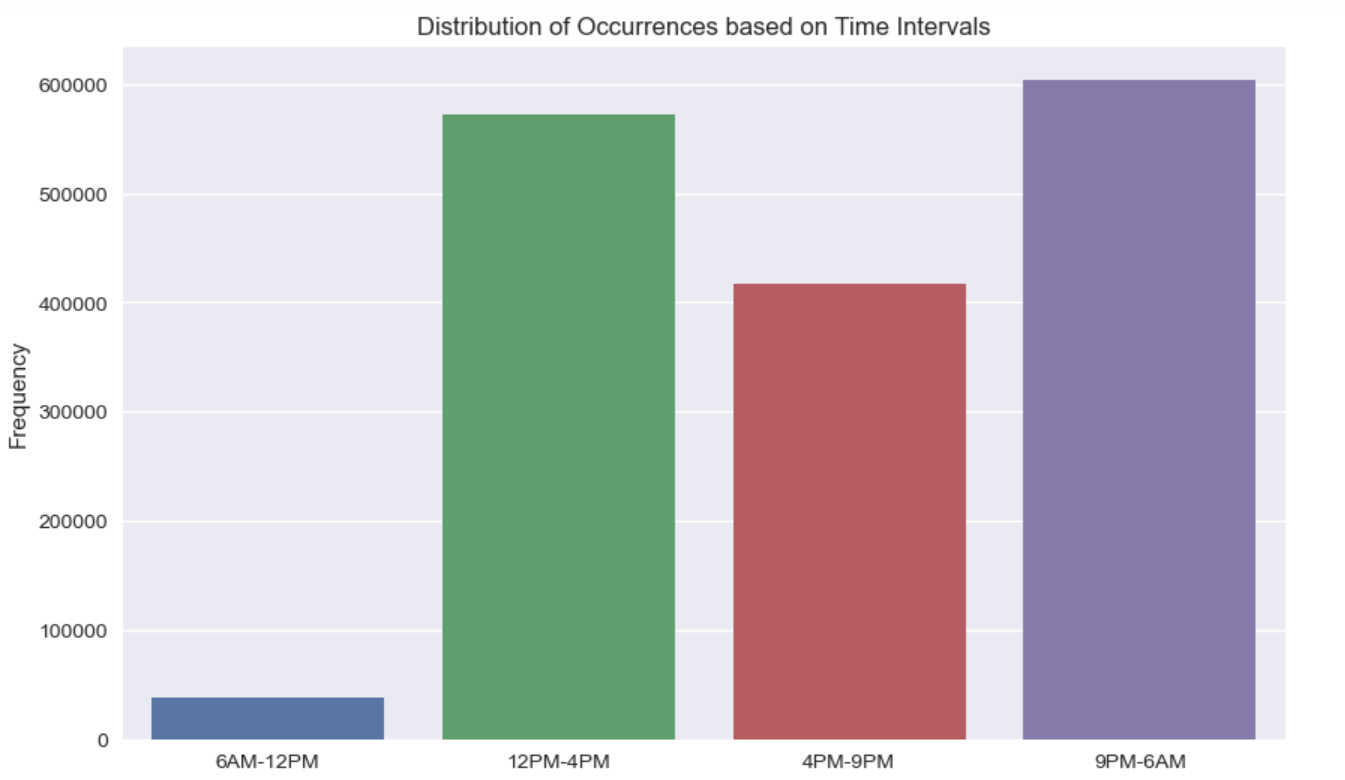 Distribution of Occurrences based on Time Intervals
Frequency
600000
500000
400000
300000
200000
100000
0
6AM-12PM 12PM-4PM 4PM-9PM 9PM-6AM